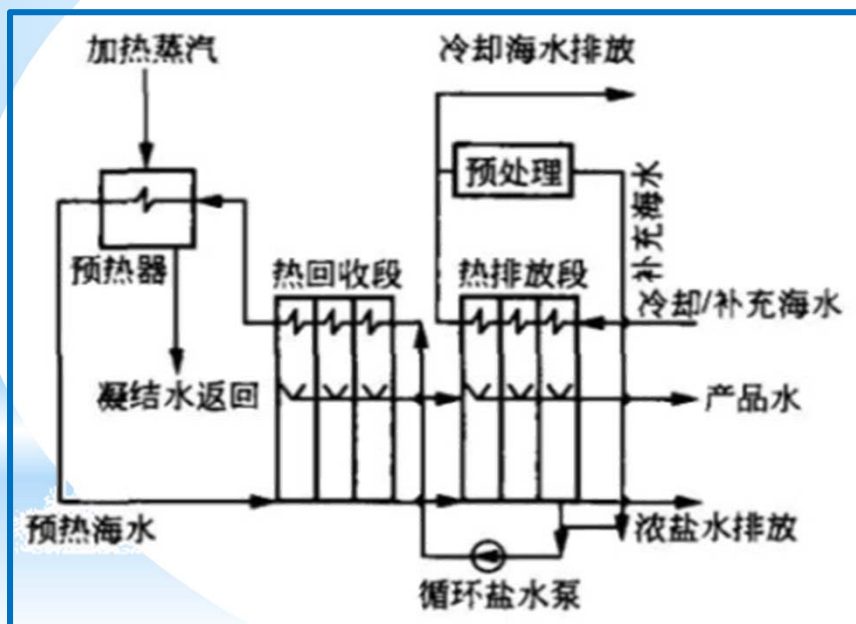 加热蒸汽
冷却海水排放
预处理
补充海水
预热器
热回收段
热排放段
冷却/补充海水
凝结水返回
产品水
预热海水
浓盐水排放
循环盐水泵